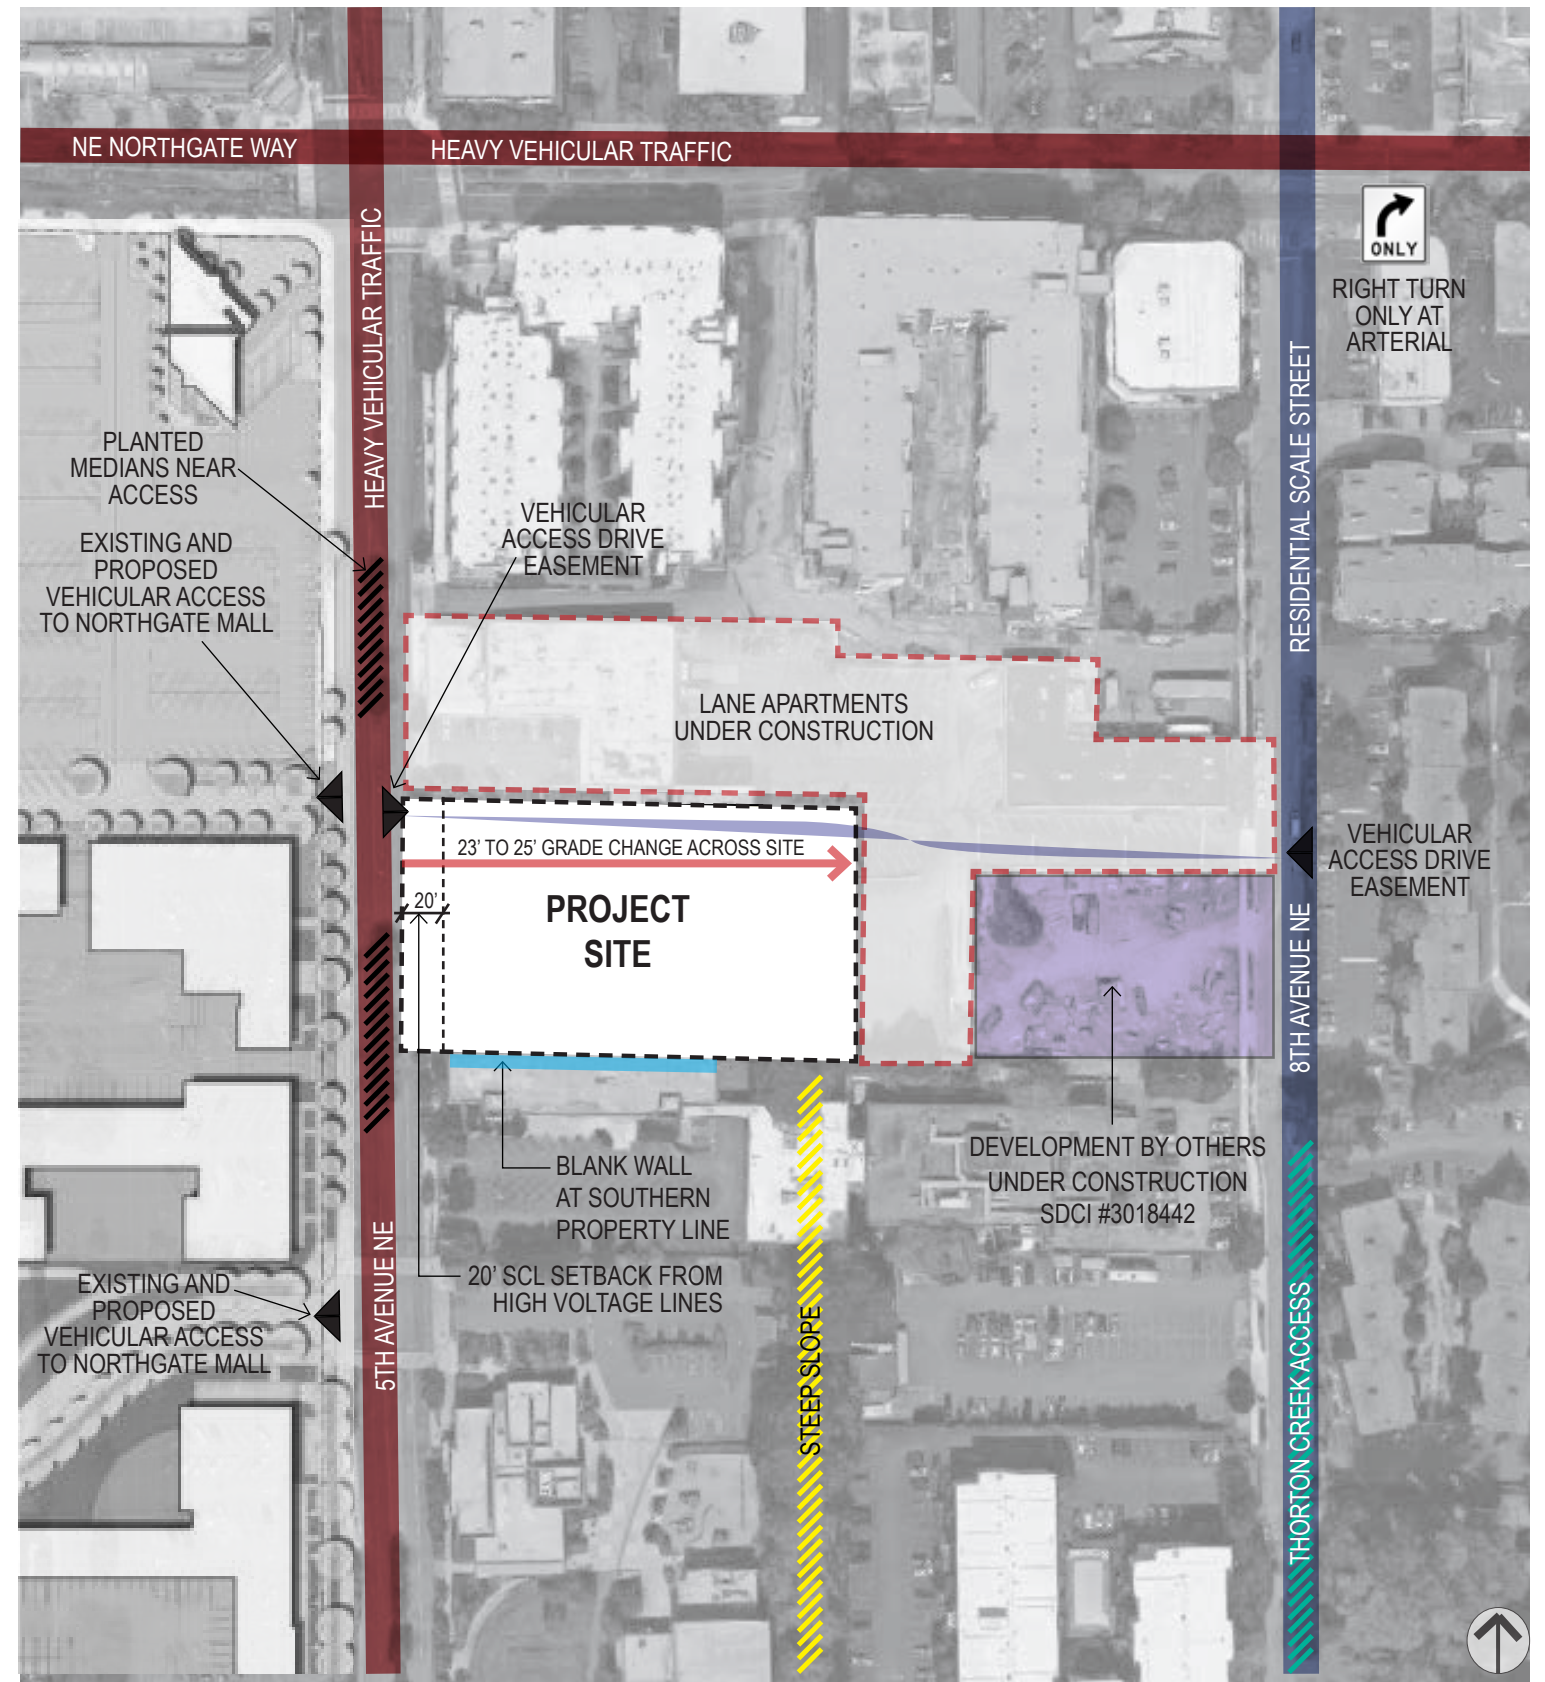 NE NORTHGATE WAY
HEAVY VEHICULAR TRAFFIC
HEAVY VEHICULAR TRAFFIC
ONLY
RIGHT TURN
ONLY AT
ARTERIAL
RESIDENTIAL SCALE STREET
PLANTED
MEDIANS NEAR
ACCESS
EXISTING AND
PROPOSED
VEHICULAR ACCESS
TO NORTHGATE MALL
VEHICULAR
ACCESS DRIVE
EASEMENT
LANE APARTMENTS
UNDER CONSTRUCTION
23' TO 25' GRADE CHANGE ACROSS SITE
20'
PROJECT
SITE
VEHICULAR
ACCESS DRIVE
EASEMENT
8TH AVENUE NE
BLANK WALL
AT SOUTHERN
PROPERTY LINE
DEVELOPMENT BY OTHERS
UNDER CONSTRUCTION
SDCI #3018442
20' SCL SETBACK FROM
HIGH VOLTAGE LINES
5TH AVENUE NE
EXISTING AND
PROPOSED
VEHICULAR ACCESS
TO NORTHGATE MALL
STEEP SLOPE
THORTON CREEK ACCESS